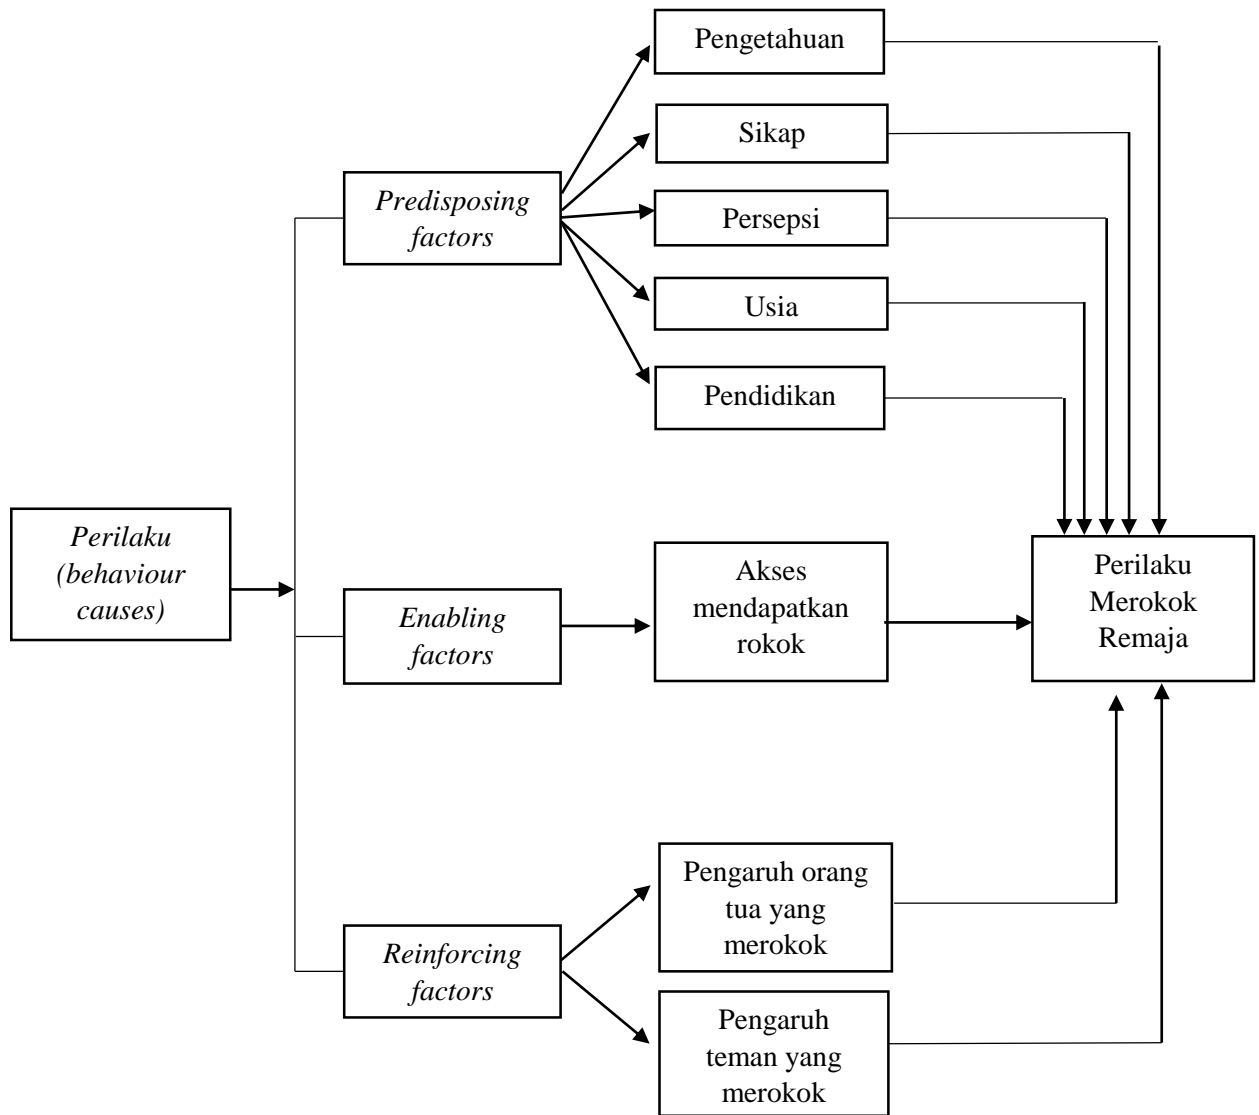 Pengetahuan
Sikap
Predisposing
factors
Persepsi
Usia
Pendidikan
Perilaku
(behaviour
causes)
Enabling
factors
Akses
mendapatkan
rokok
Perilaku
Merokok
Remaja
Reinforcing
factors
Pengaruh orang
tua yang
merokok
Pengaruh
teman yang
merokok